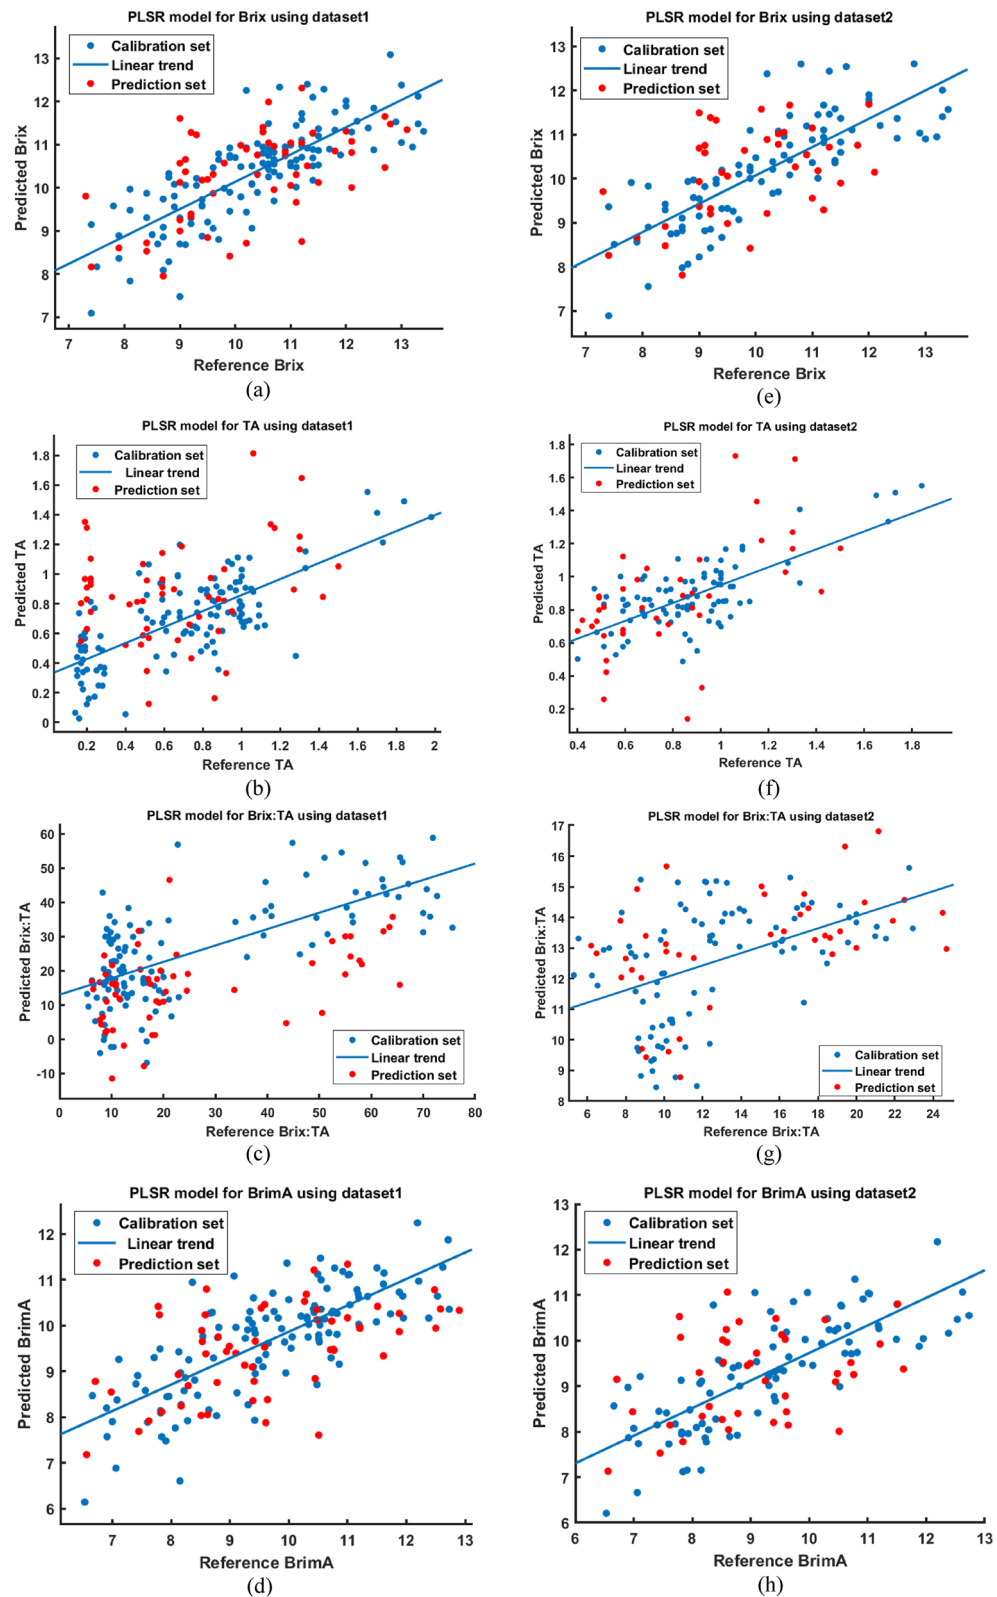 PLSR model for Brix using dataset1
Calibration set
Linear trend
Prediction set
Predicted Brix
13
12
11
10
9
8
7
7 8 9 10 11 12 13
Reference Brix
(a)
PLSR model for Brix using dataset2
Calibration set
Linear trend
Prediction set
Predicted Brix
13
12
11
10
9
8
7
7 8 9 10 11 12 13
Reference Brix
(e)
PLSR model for TA using dataset1
Calibration set
Linear trend
Prediction set
Predicted TA
1.8
1.6
1.4
1.2
1
0.8
0.6
0.4
0.2
0
0.2 0.4 0.6 0.8 1 1.2 1.4 1.6 1.8 2
Reference TA
(b)
PLSR model for TA using dataset2
Calibration set
Linear trend
Prediction set
Predicted TA
1.8
1.6
1.4
1.2
1
0.8
0.6
0.4
0.2
0.4 0.6 0.8 1 1.2 1.4 1.6 1.8
Reference TA
(f)
PLSR model for Brix:TA using dataset1
Predicted Brix:TA
60
50
40
30
20
10
0
-10
Calibration set
Linear trend
Prediction set
0 10 20 30 40 50 60 70 80
Reference Brix:TA
(c)
PLSR model for Brix:TA using dataset2
Predicted Brix:TA
17
16
15
14
13
12
11
10
9
8
Calibration set
Linear trend
Prediction set
6 8 10 12 14 16 18 20 22 24
Reference Brix:TA
(g)
PLSR model for BrimA using dataset1
Calibration set
Linear trend
Prediction set
Predicted BrimA
12
11
10
9
8
7
6
7 8 9 10 11 12 13
Reference BrimA
(d)
PLSR model for BrimA using dataset2
Calibration set
Linear trend
Prediction set
Predicted BrimA
13
12
11
10
9
8
7
6
6 7 8 9 10 11 12 13
Reference BrimA
(h)